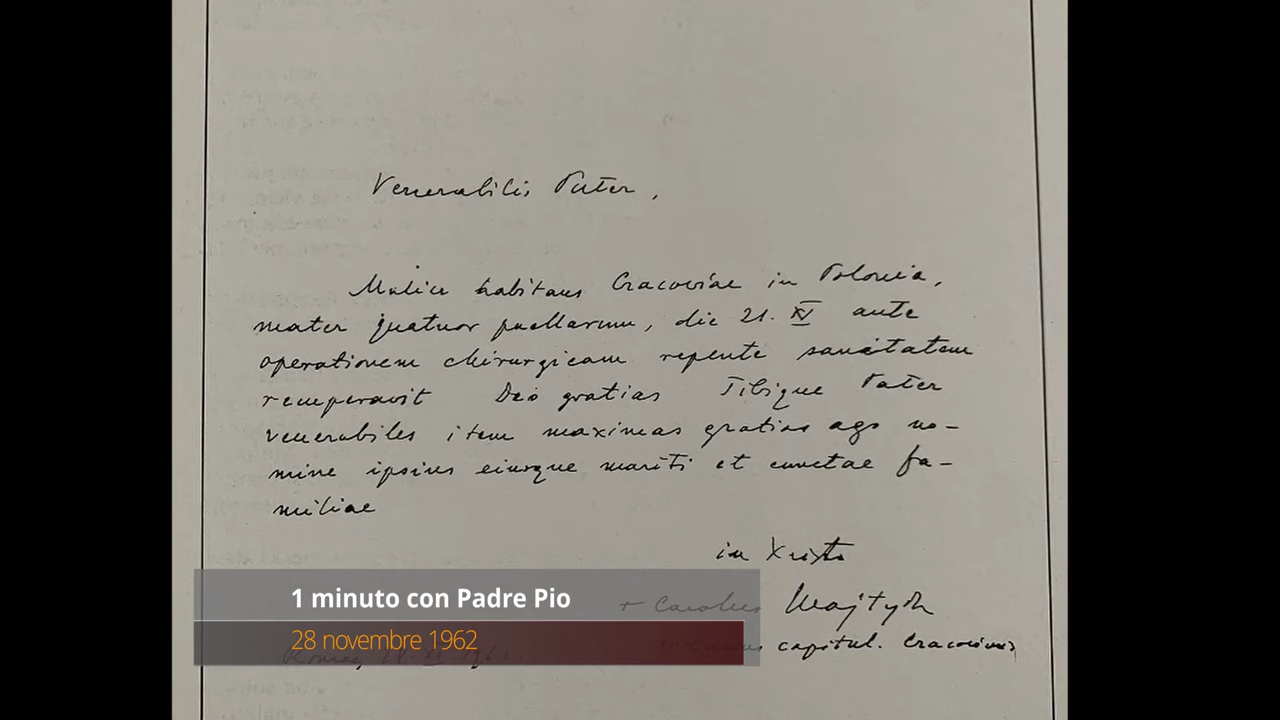 Venerabilis Pater,
Mulier habitans Cracoviae in Polonia,
mater quatuor puellarum, die 21. XI ante
operationem chirurgicam repente sanitatem
recuperavit Deo gratias Tibique Pater
venerabiles item maximas gratias ago no-
mine ipsius eiusque mariti et cunctae fa-
miliae
in Xristo
1 minuto con Padre Pio
+ Carolus Wojtyła
28 novembre 1962
capitul. Cracoviens
Romae,